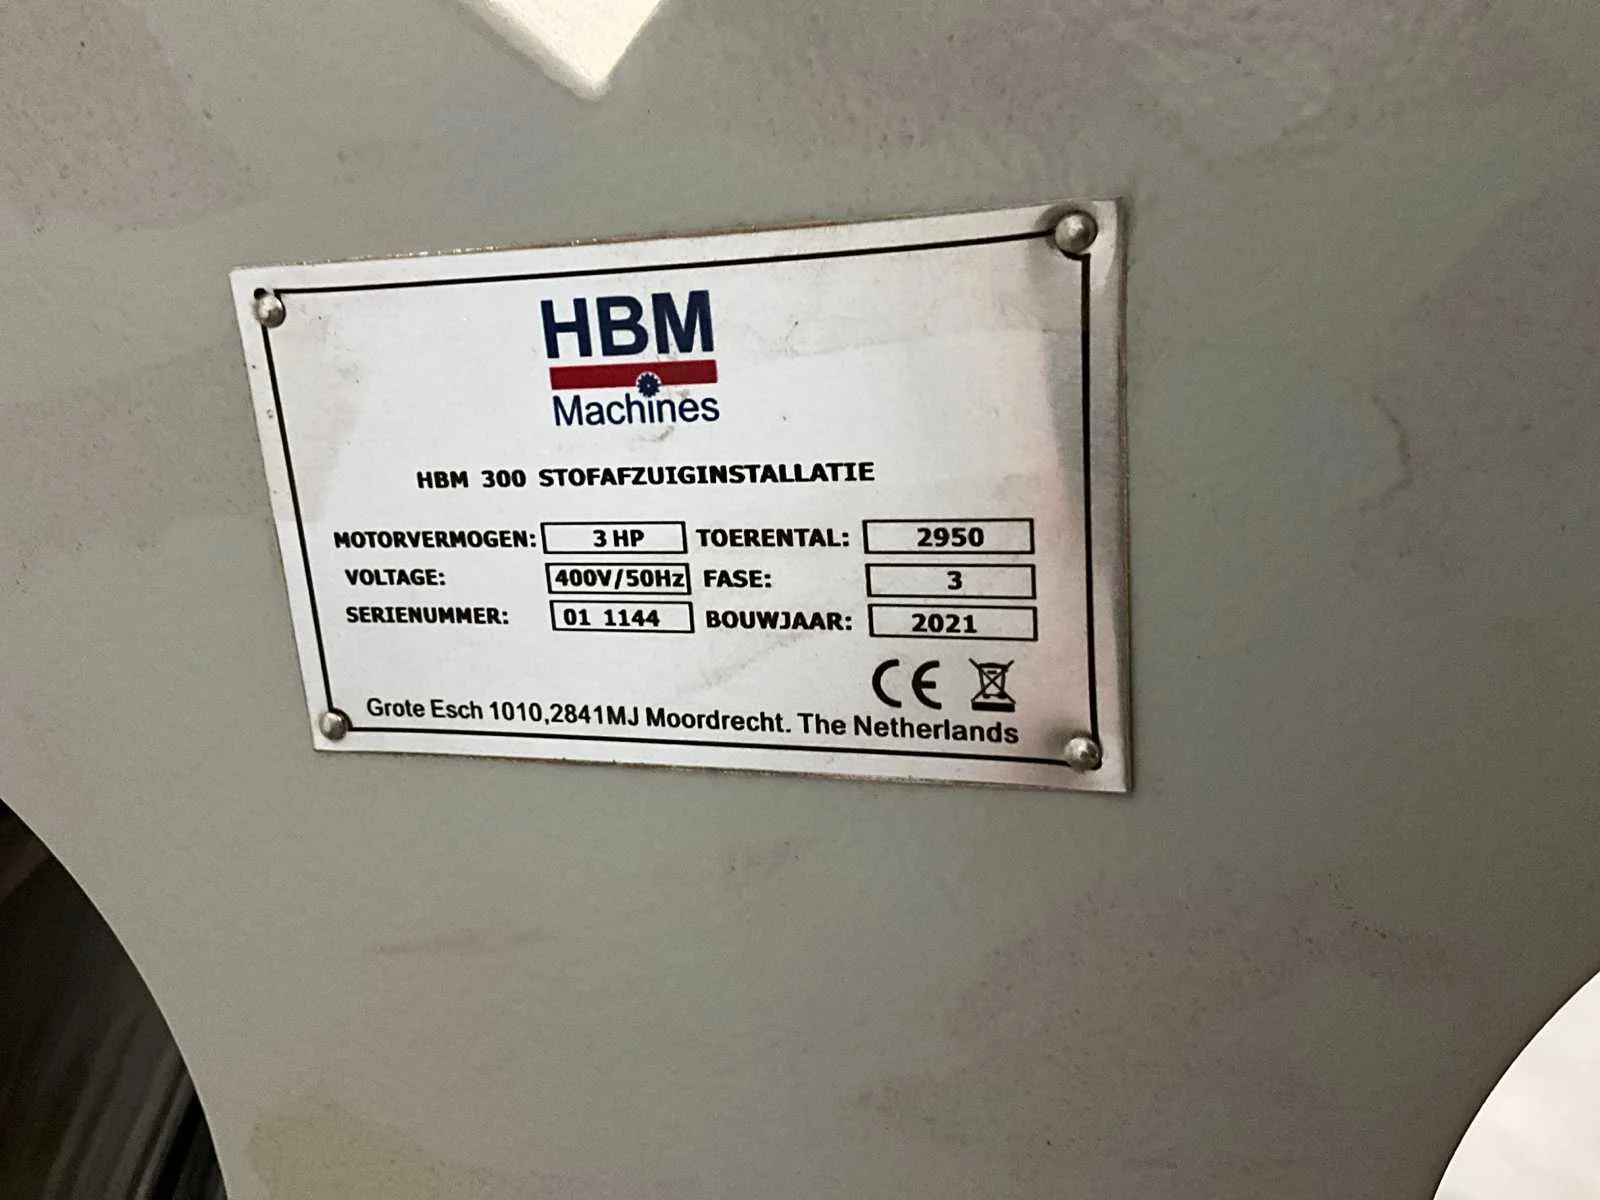 HBM
Machines
HBM 300 STOFAFZUIGINSTALLATIE
MOTORVERMOGEN: 3 HP TOERENTAL: 2950
VOLTAGE: 400V/50Hz FASE: 3
SERIENUMMER: 01 1144 BOUWJAAR: 2021
CE
Grote Esch 1010,2841MJ Moordrecht. The Netherlands